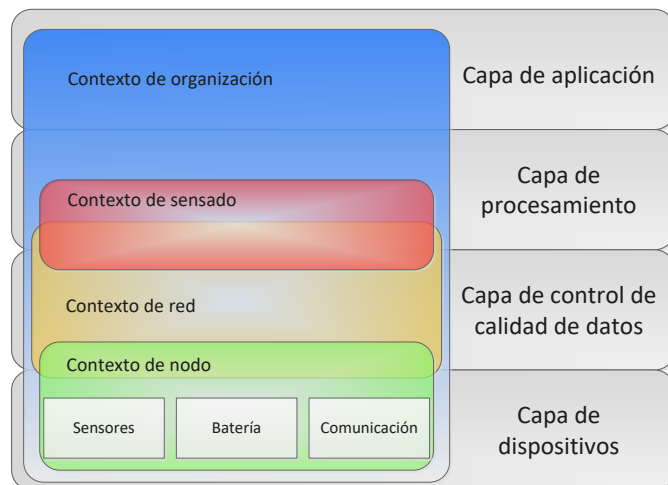 Contexto de organización
Capa de aplicación
Contexto de sensado
Capa de
procesamiento
Contexto de red
Capa de control de
calidad de datos
Contexto de nodo
Sensores
Batería
Comunicación
Capa de
dispositivos